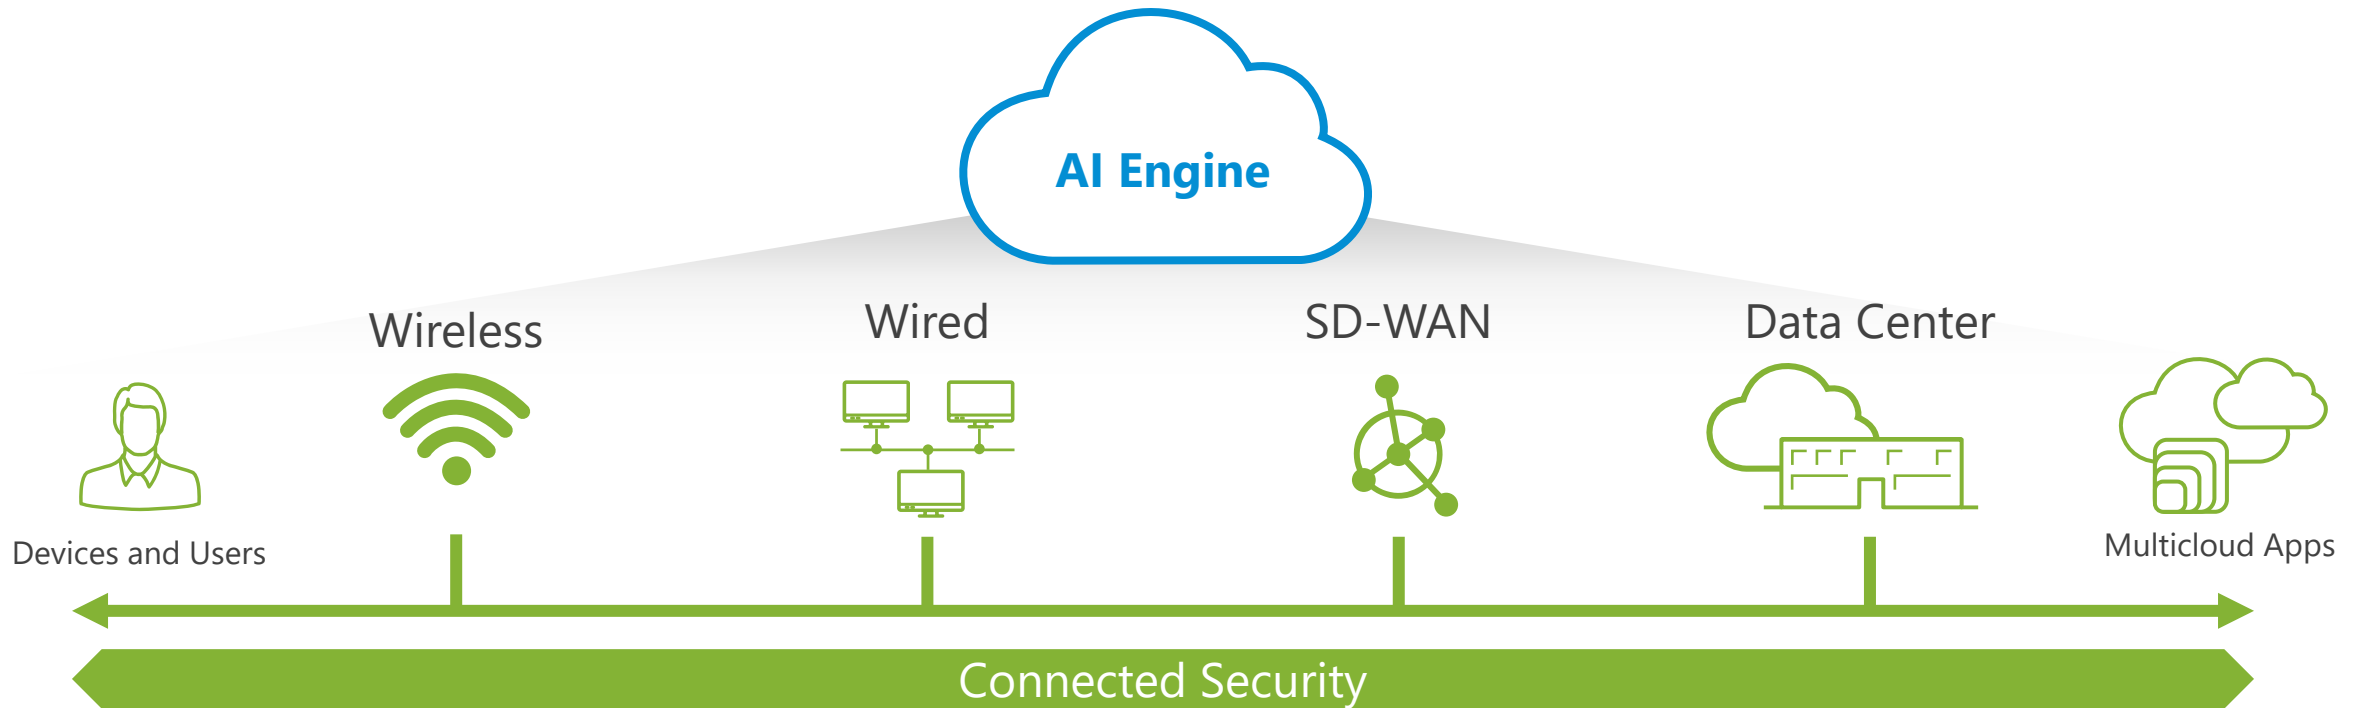 AI Engine
Wireless
Wired
SD-WAN
Data Center
Devices and Users
Multicloud Apps
Connected Security